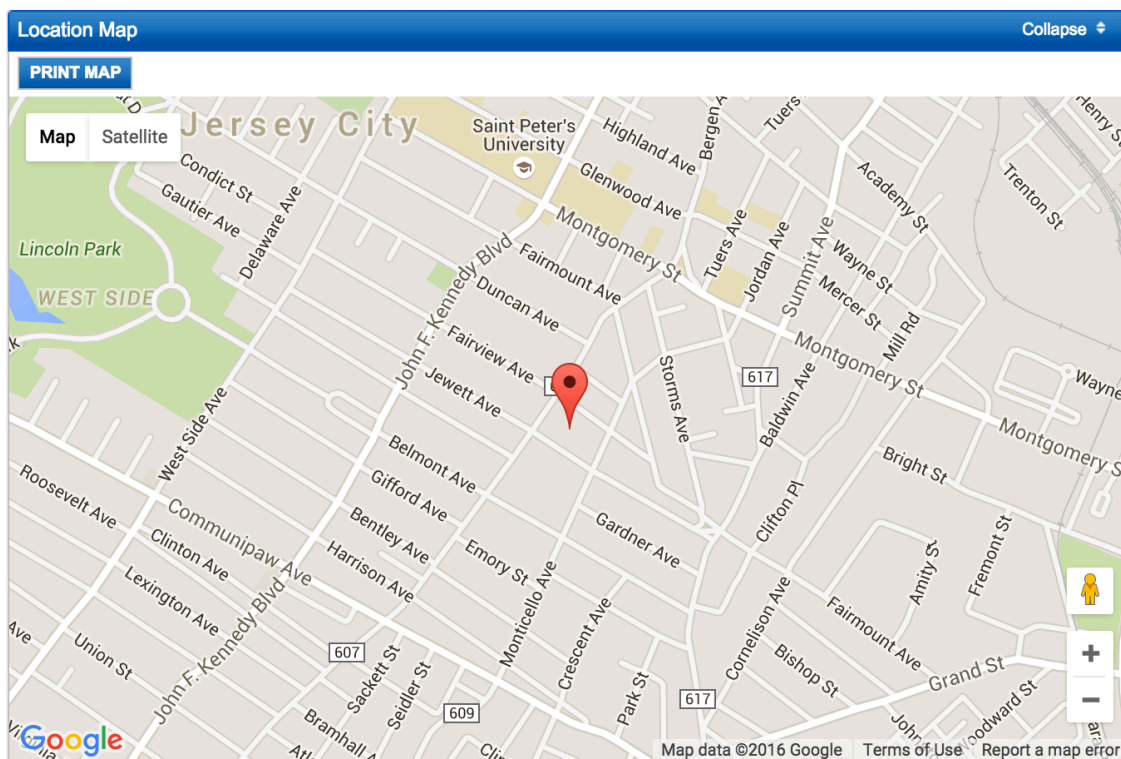 Location Map
Collapse
PRINT MAP
Map
Satellite
Jersey City
Saint Peter's
University
Highland Ave
Bergen A
Tuers
Henry St
Condict St
Gautier Ave
Delaware Ave
Glenwood Ave
Academy St
Trenton St
Lincoln Park
WEST SIDE
Montgomery St
Tuers Ave
Jordan Ave
Summit Ave
Wayne St
Mercer St
Mill Rd
John F. Kennedy Blvd
Fairmount Ave
Duncan Ave
Fairview Ave
Jewett Ave
Storms Ave
617
Montgomery St
Wayne
Baldwin Ave
Montgomery S
West Side Ave
Belmont Ave
Gifford Ave
Bentley Ave
Harrison Ave
Bright St
Clifton Pl
Roosevelt Ave
Communipaw Ave
Clinton Ave
Lexington Ave
Union St
Gardner Ave
Emory St
Monticello Ave
Crescent Ave
Amity St
Fremont St
Cornelison Ave
Fairmount Ave
Bishop St
Grand St
Ave
John F. Kennedy Blvd
607
Sackett St
Seidler St
609
Park St
617
Woodward St
Bramhall A
Google
Map data ©2016 Google
Terms of Use
Report a map error